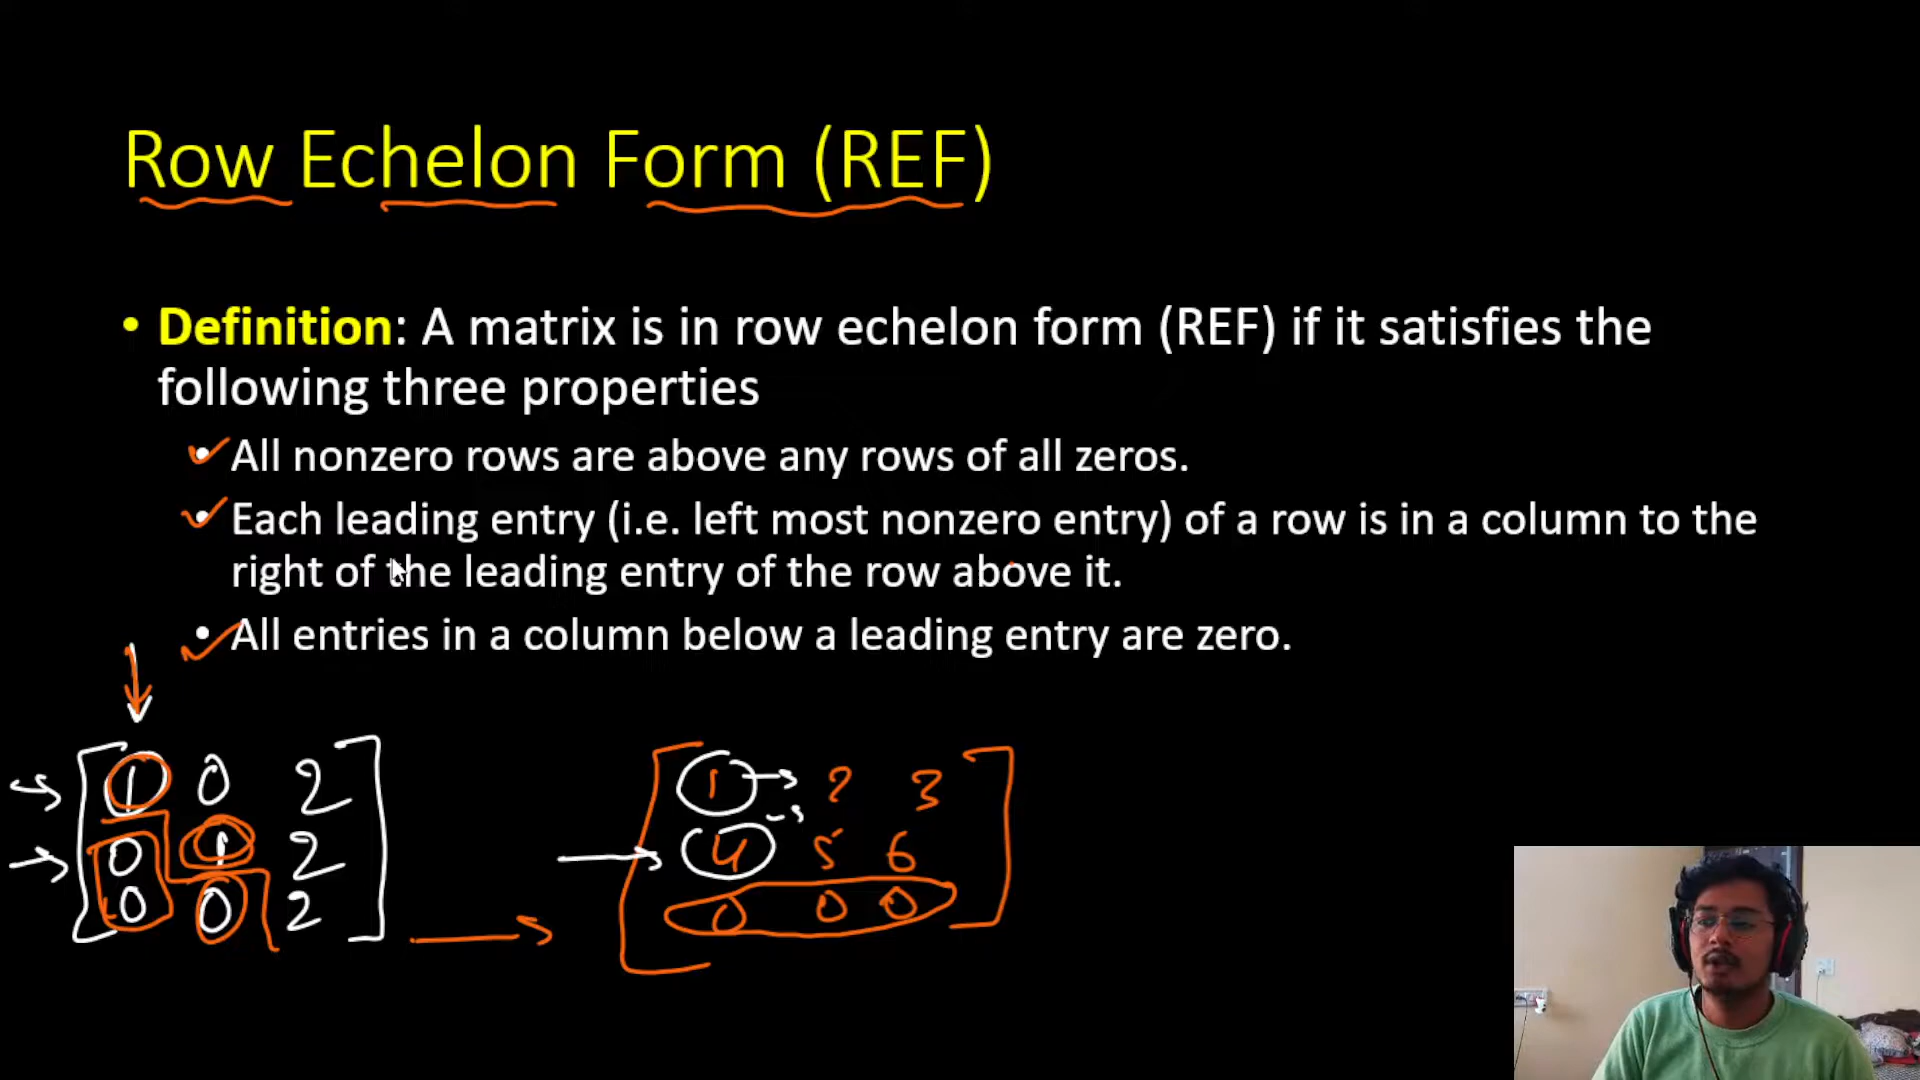 Row Echelon Form (REF)
• Definition: A matrix is in row echelon form (REF) if it satisfies the
following three properties
• All nonzero rows are above any rows of all zeros.
• Each leading entry (i.e. left most nonzero entry) of a row is in a column to the
right of the leading entry of the row above it.
• All entries in a column below a leading entry are zero.
1 0 2
0 1 2
0 0 2
1 2 3
4 5 6
0 0 0